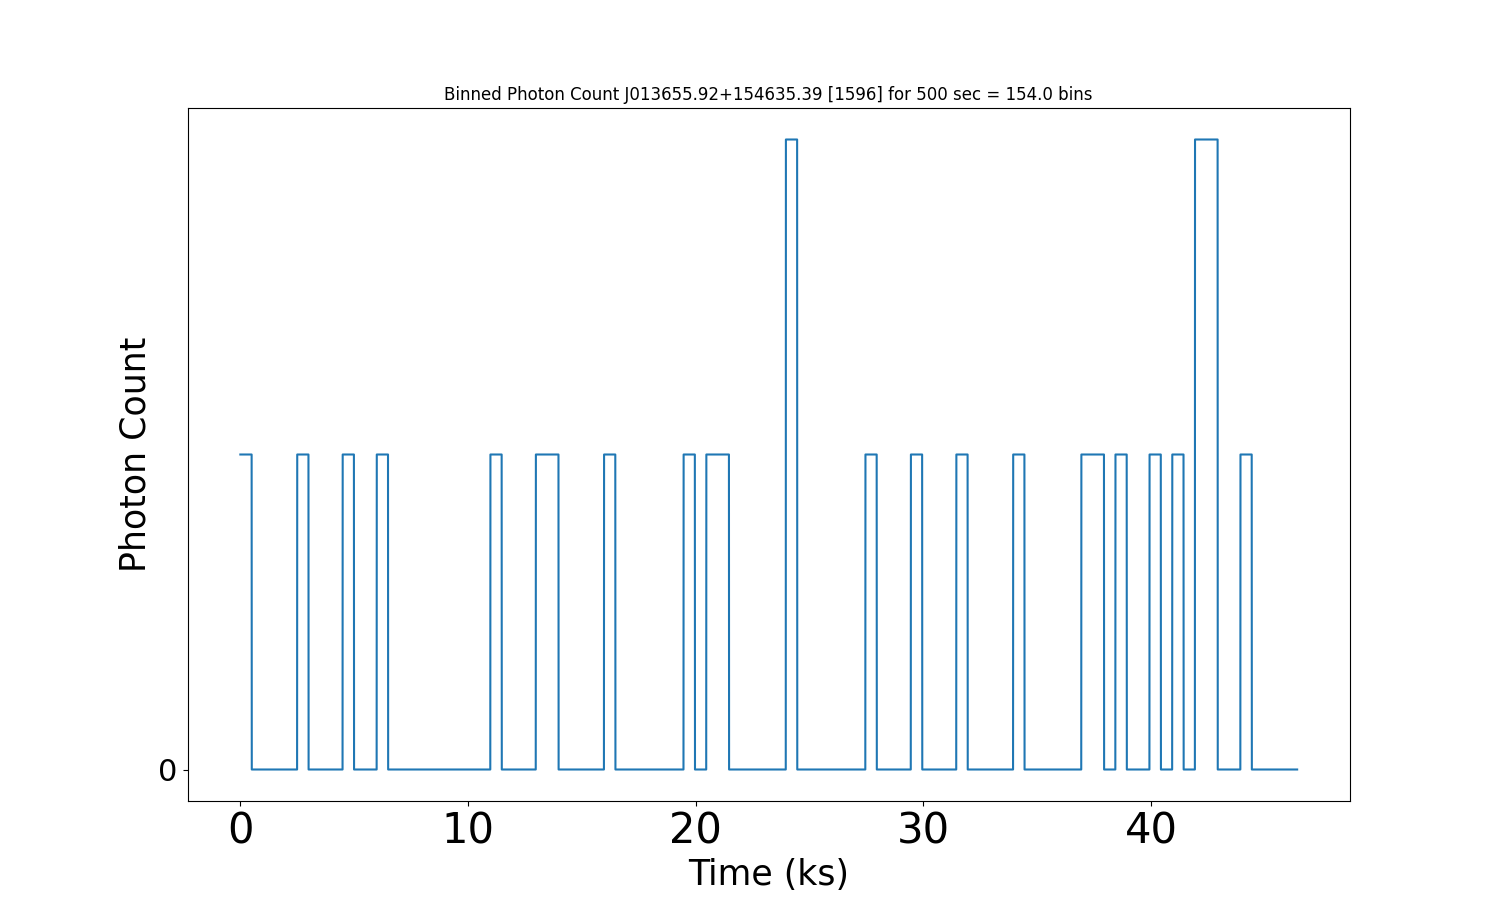 Binned Photon Count J013655.92+154635.39 [1596] for 500 sec = 154.0 bins
Photon Count
0
0 10 20 30 40
Time (ks)